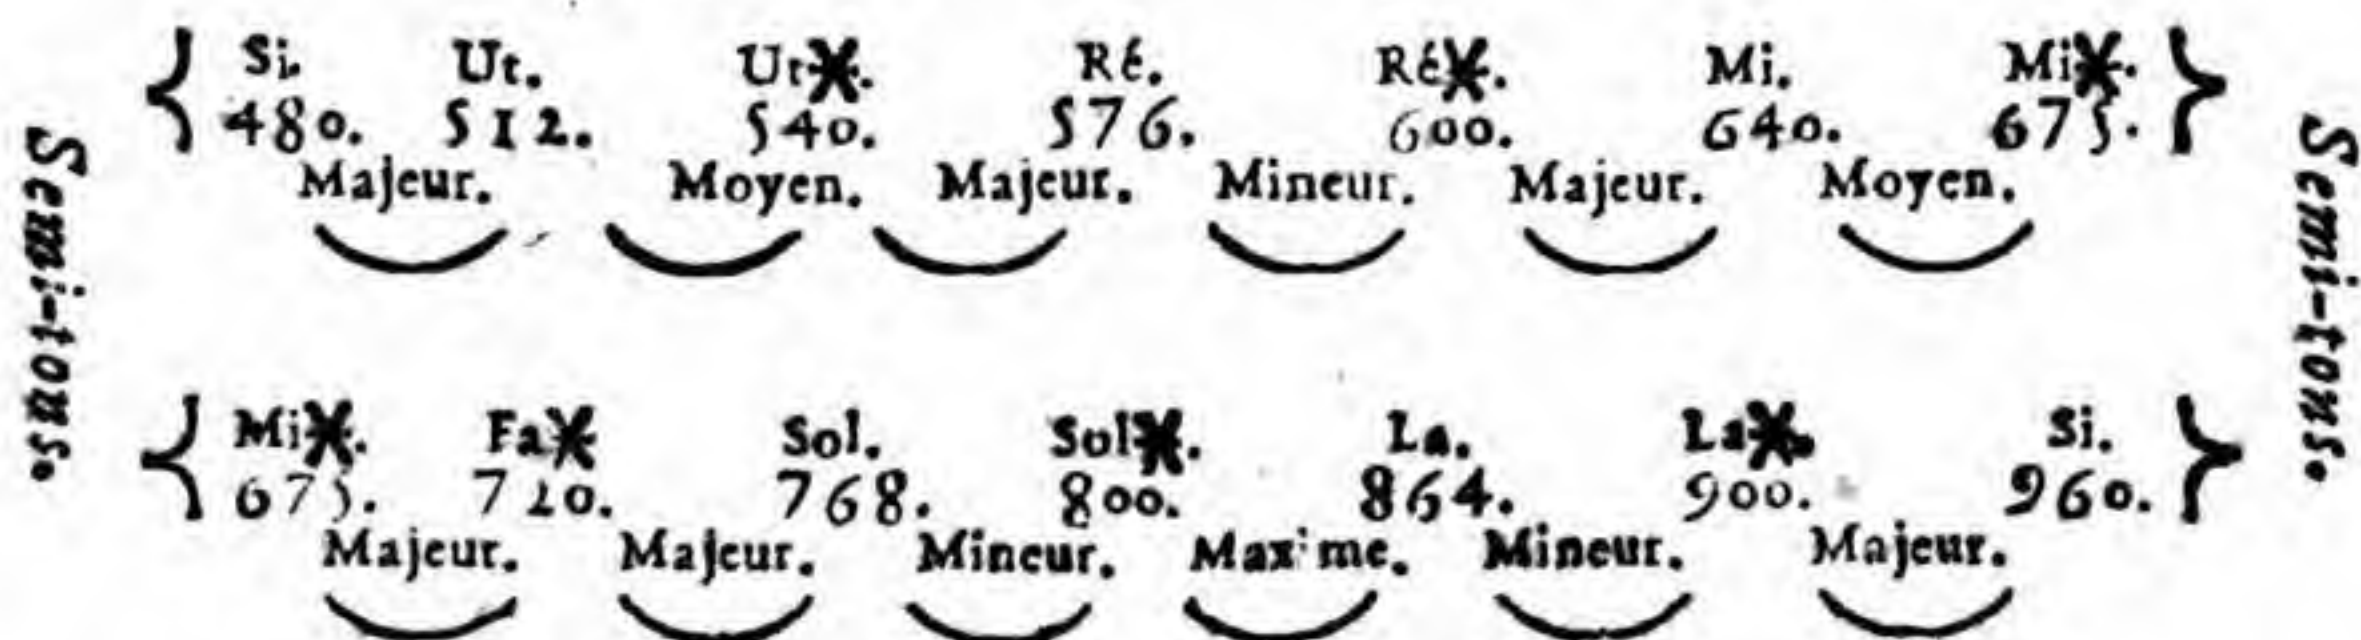 Semi-tons.
Si. Ut. Ut✕. Ré. Ré✕. Mi. Mi✕.
480. 512. 540. 576. 600. 640. 675.
Majeur. Moyen. Majeur. Mineur. Majeur. Moyen.
Mi✕. Fa✕ Sol. Sol✕. La. La✕. Si.
675. 720. 768. 800. 864. 900. 960.
Majeur. Majeur. Mineur. Maxime. Mineur. Majeur.
Semi-tons.